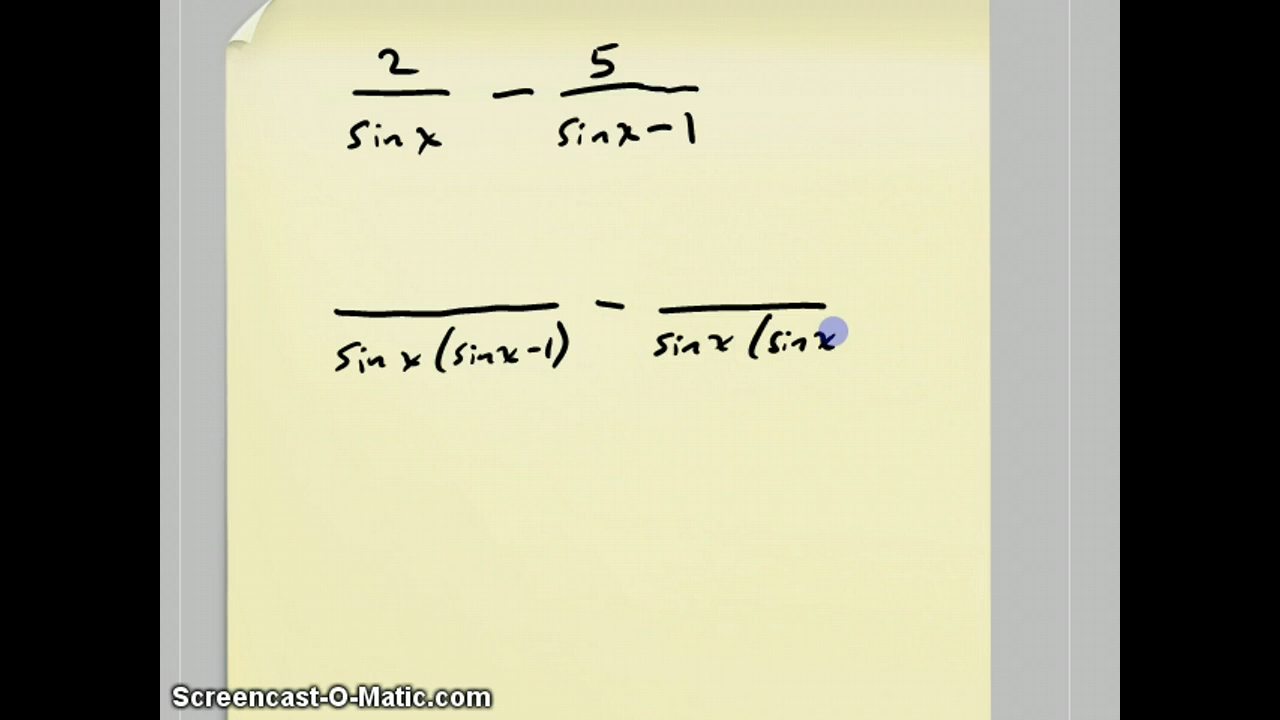 2/(sin x) - 5/(sin x - 1)
/(sin x (sin x - 1)) - /(sin x (sin x
Screencast-O-Matic.com